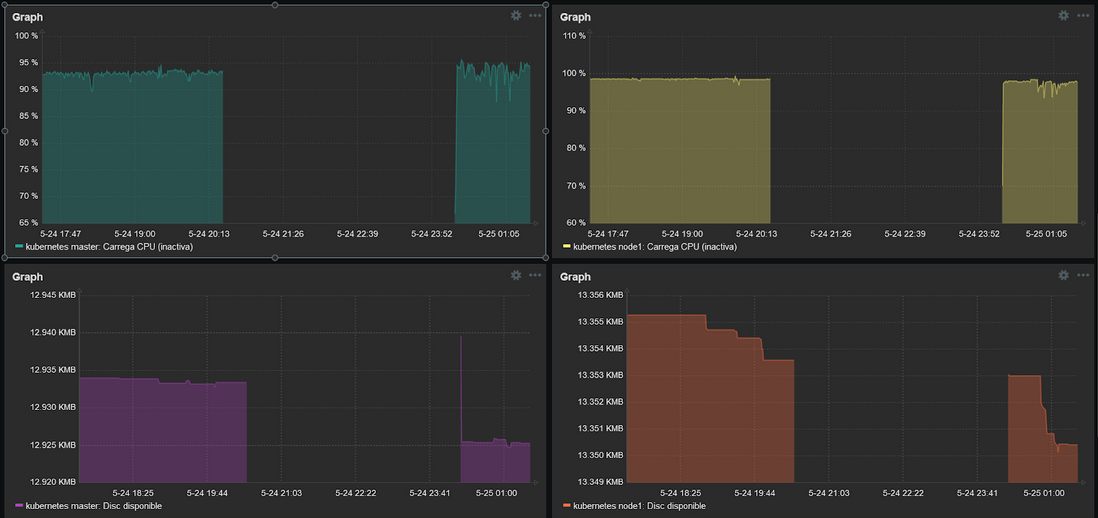 Graph
100 %
95 %
90 %
85 %
80 %
75 %
70 %
65 %
5-24 17:47 5-24 19:00 5-24 20:13 5-24 21:26 5-24 22:39 5-24 23:52 5-25 01:05
kubernetes master: Carrega CPU (inactiva)
Graph
110 %
100 %
90 %
80 %
70 %
60 %
5-24 17:47 5-24 19:00 5-24 20:13 5-24 21:26 5-24 22:39 5-24 23:52 5-25 01:05
kubernetes node1: Carrega CPU (inactiva)
Graph
12.945 KMB
12.940 KMB
12.935 KMB
12.930 KMB
12.925 KMB
12.920 KMB
5-24 18:25 5-24 19:44 5-24 21:03 5-24 22:22 5-24 23:41 5-25 01:00
kubernetes master: Disc disponible
Graph
13.356 KMB
13.355 KMB
13.354 KMB
13.353 KMB
13.352 KMB
13.351 KMB
13.350 KMB
13.349 KMB
5-24 18:25 5-24 19:44 5-24 21:03 5-24 22:22 5-24 23:41 5-25 01:00
kubernetes node1: Disc disponible